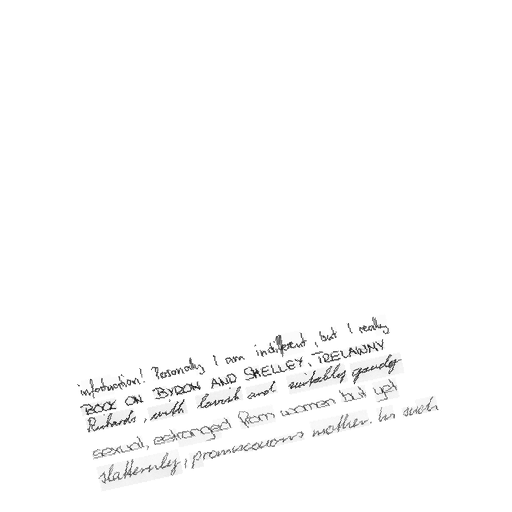 information! Personally I am indifferent, but I really
BOOK ON BYRON AND SHELLEY, TRELAWNY
Richards, with lavish and suitably gaudy
sexual, estranged from women but yet
slatternly, promiscuous mother. In such